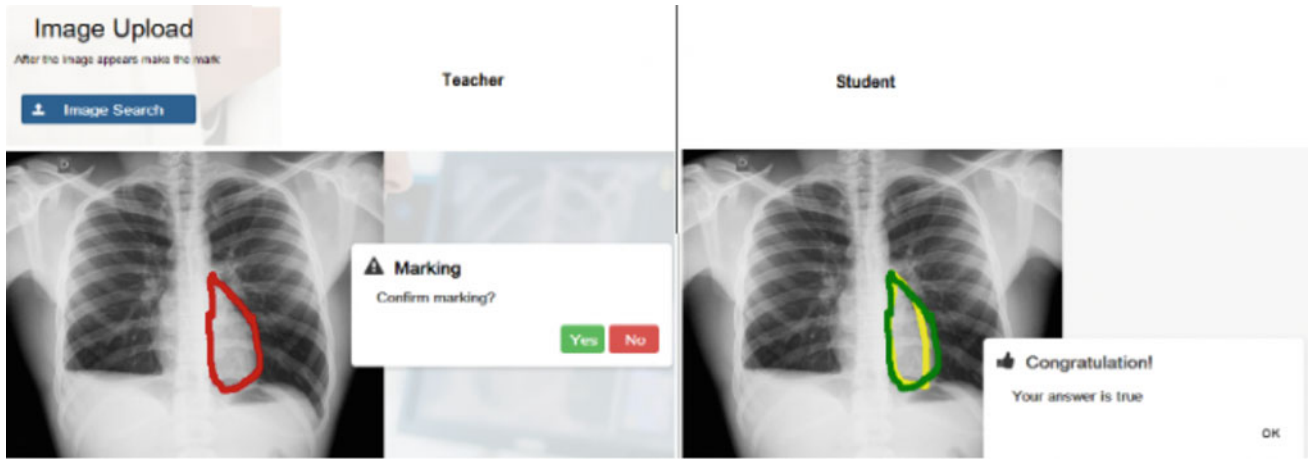 Image Upload
After the image appears make the mark
Image Search
Teacher
D
Marking
Confirm marking?
Yes No
Student
D
Congratulation!
Your answer is true
OK